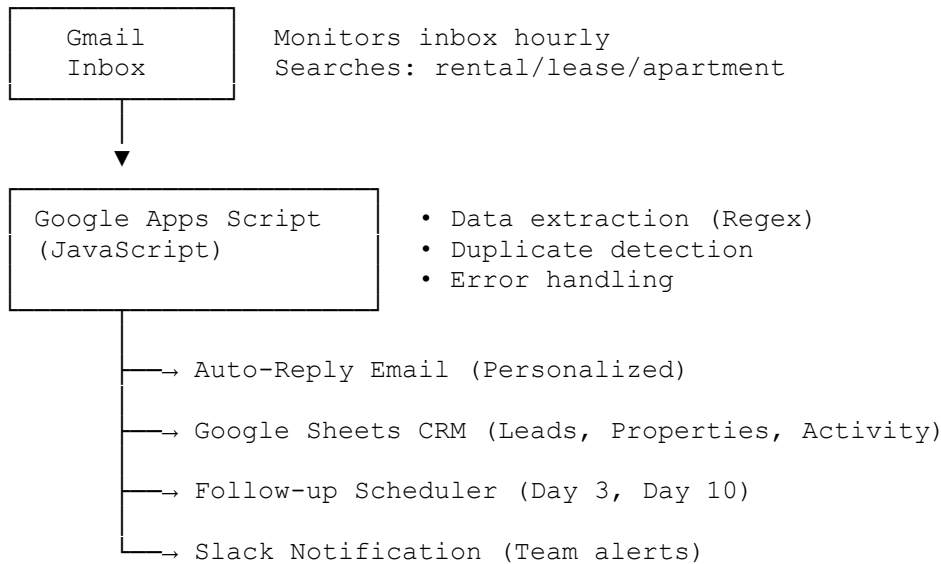 Gmail
Inbox
Monitors inbox hourly
Searches: rental/lease/apartment
Google Apps Script
(JavaScript)
• Data extraction (Regex)
• Duplicate detection
• Error handling
Auto-Reply Email (Personalized)
Google Sheets CRM (Leads, Properties, Activity)
Follow-up Scheduler (Day 3, Day 10)
Slack Notification (Team alerts)